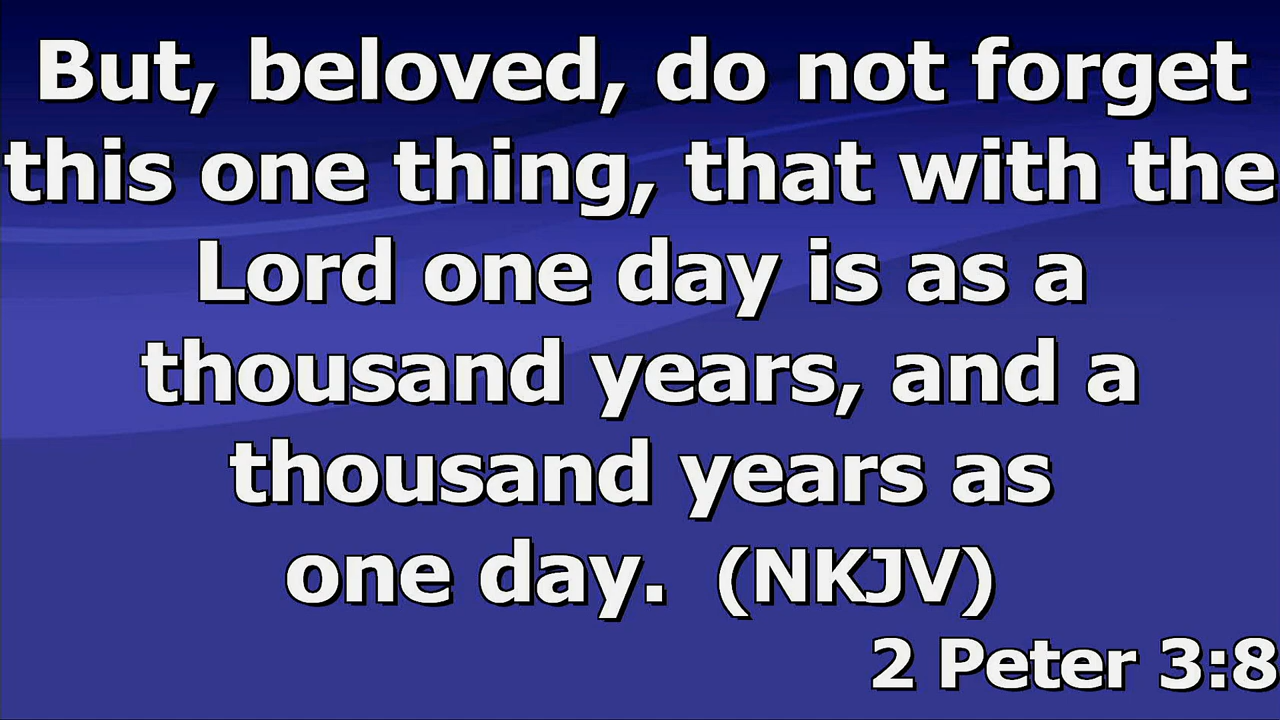 But, beloved, do not forget
this one thing, that with the
Lord one day is as a
thousand years, and a
thousand years as
one day. (NKJV)
2 Peter 3:8